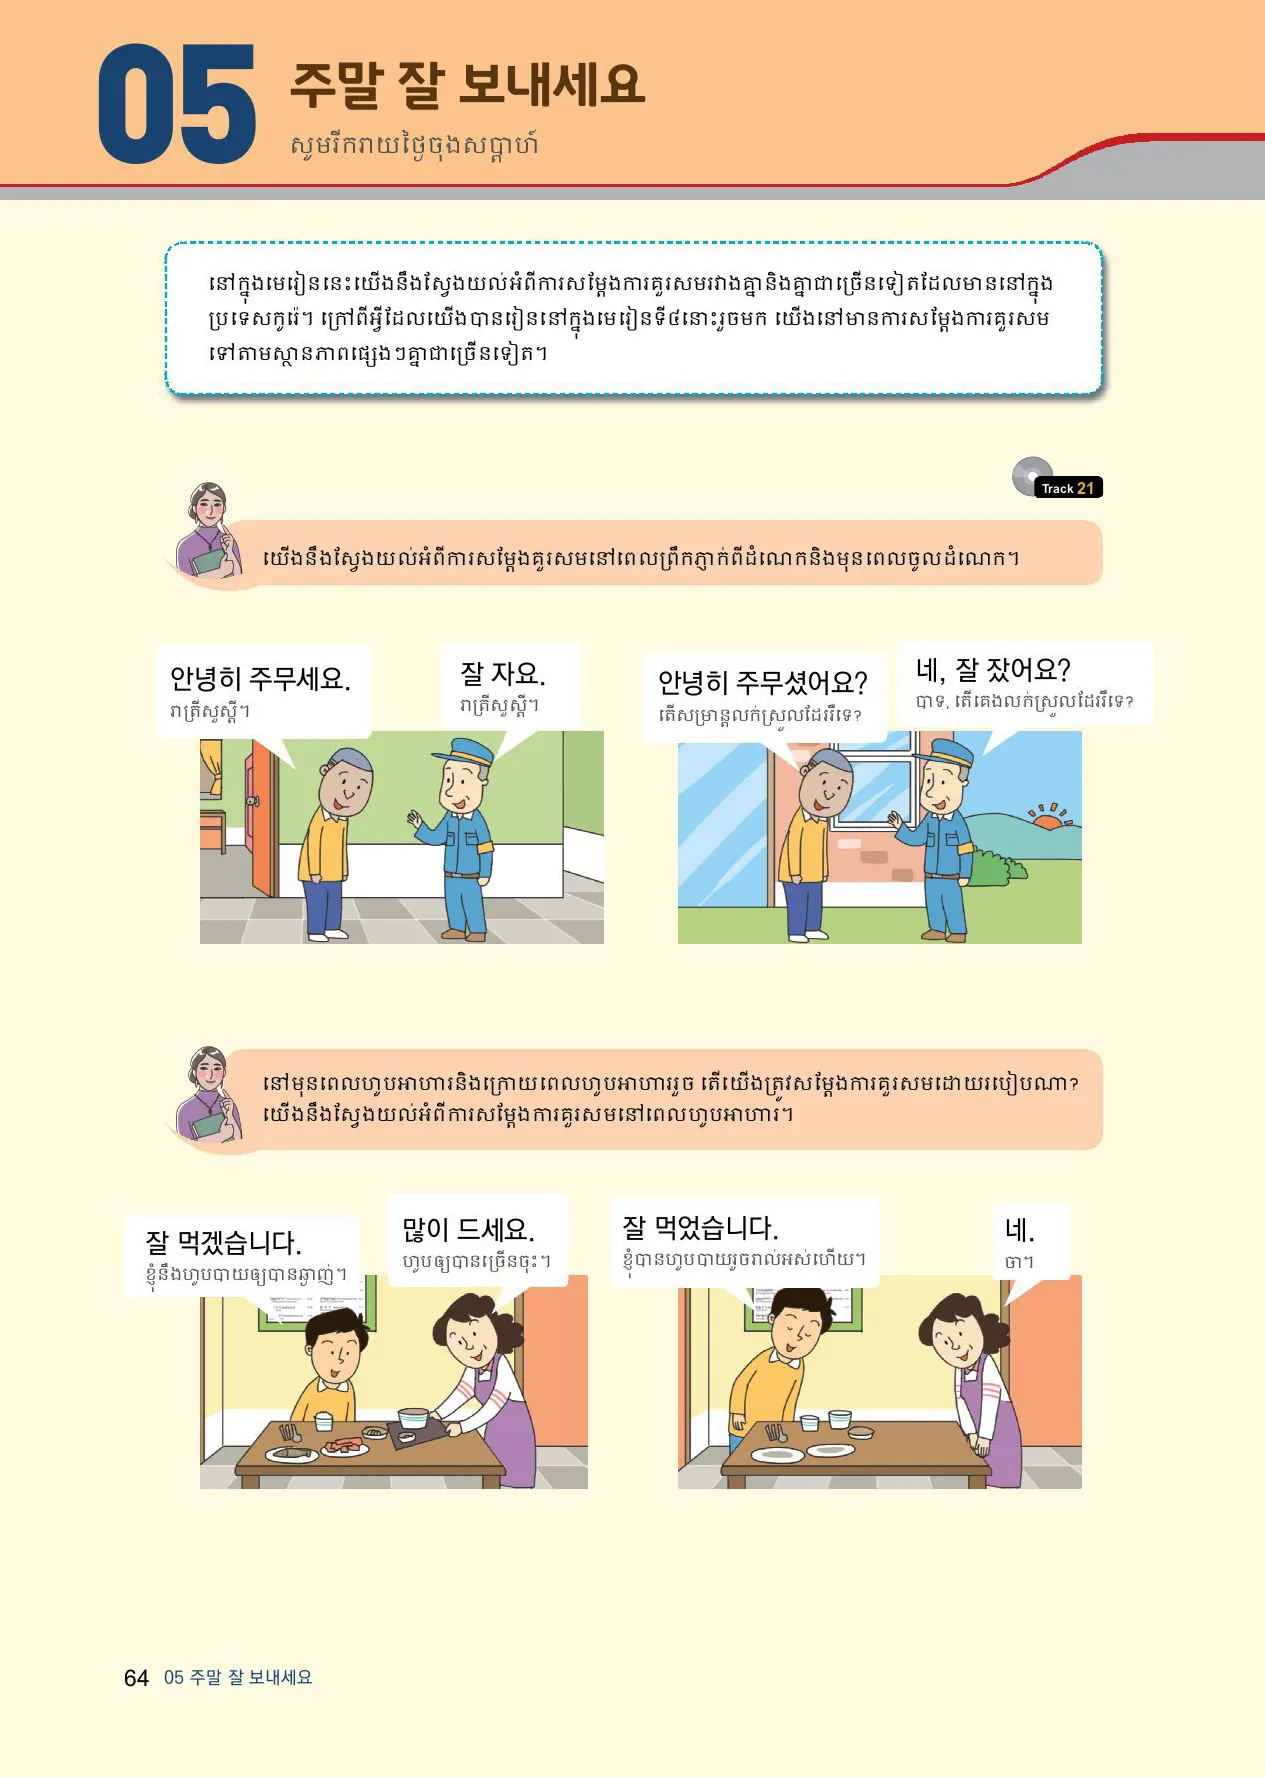 05
주말 잘 보내세요
សូមរីករាយថ្ងៃចុងសប្តាហ៍
នៅក្នុងមេរៀននេះយើងនឹងស្វែងយល់អំពីការសម្តែងការគួរសមរវាងគ្នានិងគ្នាជាច្រើនទៀតដែលមាននៅក្នុង
ប្រទេសកូរ៉េ។ ក្រៅពីអ្វីដែលយើងបានរៀននៅក្នុងមេរៀនទី៤នោះរួចមក យើងនៅមានការសម្តែងការគួរសម
ទៅតាមស្ថានភាពផ្សេងៗគ្នាជាច្រើនទៀត។
Track 21
យើងនឹងស្វែងយល់អំពីការសម្តែងគួរសមនៅពេលព្រឹកភ្ញាក់ពីដំណេកនិងមុនពេលចូលដំណេក។
안녕히 주무세요.
រាត្រីសួស្តី។
잘 자요.
រាត្រីសួស្តី។
안녕히 주무셨어요?
តើសម្រាន្តលក់ស្រួលដែររឺទេ?
네, 잘 잤어요?
បាទ, តើគេងលក់ស្រួលដែររឺទេ?
នៅមុនពេលហូបអាហារនិងក្រោយពេលហូបអាហាររួច តើយើងត្រូវសម្តែងការគួរសមដោយរបៀបណា?
យើងនឹងស្វែងយល់អំពីការសម្តែងការគួរសមនៅពេលហូបអាហារ។
잘 먹겠습니다.
ខ្ញុំនឹងហូបបាយឲ្យបានឆ្ងាញ់។
많이 드세요.
ហូបឲ្យបានច្រើនចុះ។
잘 먹었습니다.
ខ្ញុំបានហូបបាយរួចរាល់អស់ហើយ។
네.
ចា។
64 05 주말 잘 보내세요